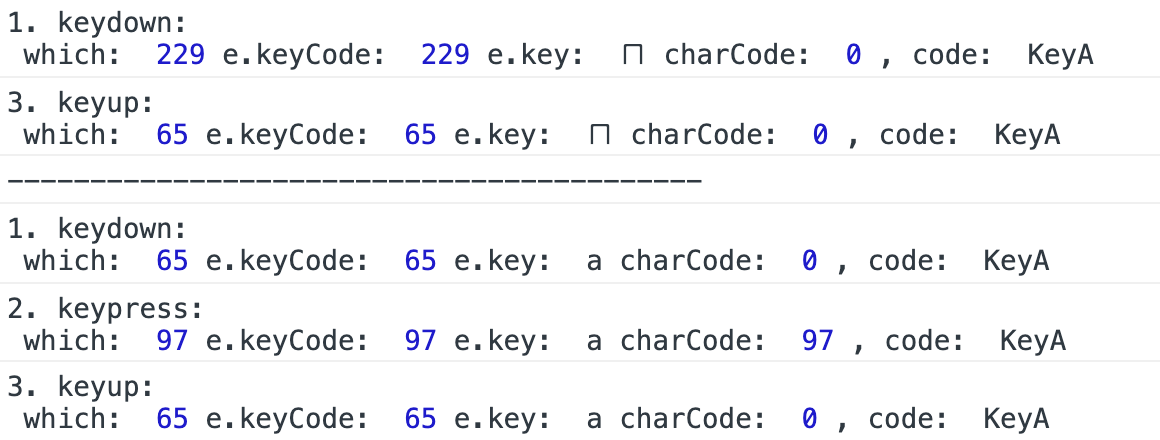 1. keydown:
which: 229 e.keyCode: 229 e.key: ㄇ charCode: 0 , code: KeyA
3. keyup:
which: 65 e.keyCode: 65 e.key: ㄇ charCode: 0 , code: KeyA
------------------------------------------
1. keydown:
which: 65 e.keyCode: 65 e.key: a charCode: 0 , code: KeyA
2. keypress:
which: 97 e.keyCode: 97 e.key: a charCode: 97 , code: KeyA
3. keyup:
which: 65 e.keyCode: 65 e.key: a charCode: 0 , code: KeyA